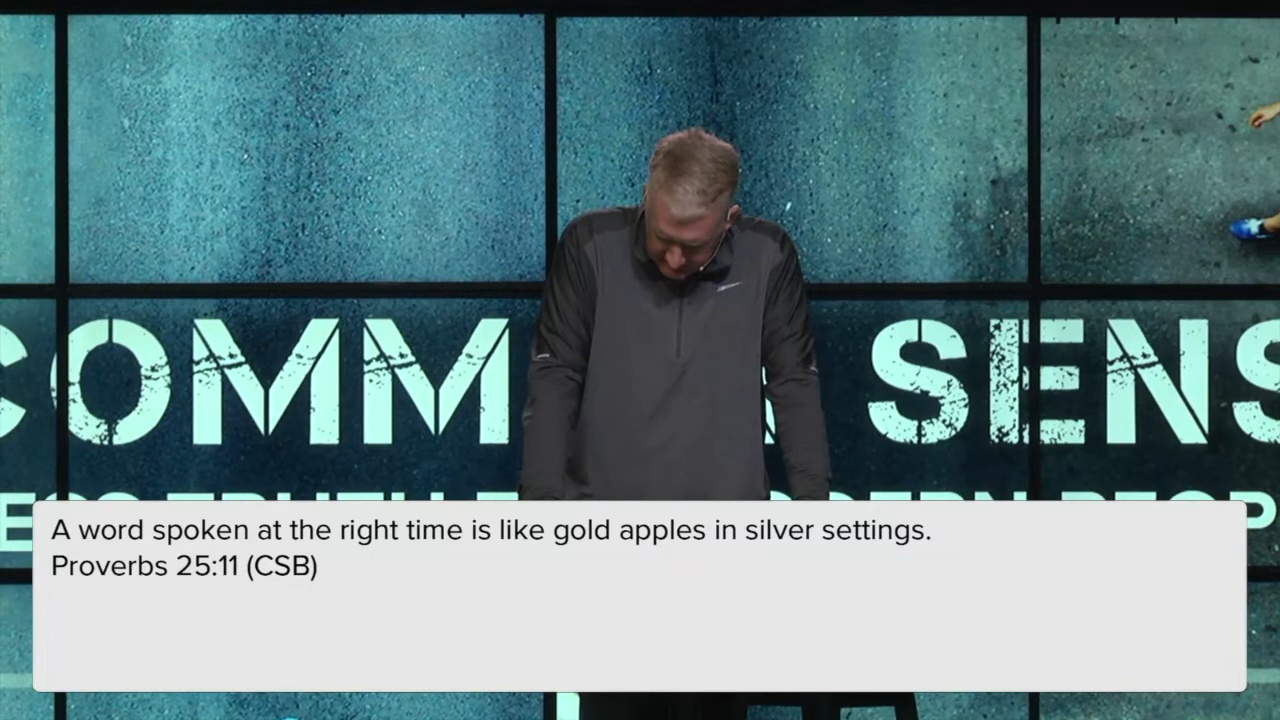 COMM SENS
A word spoken at the right time is like gold apples in silver settings.
Proverbs 25:11 (CSB)